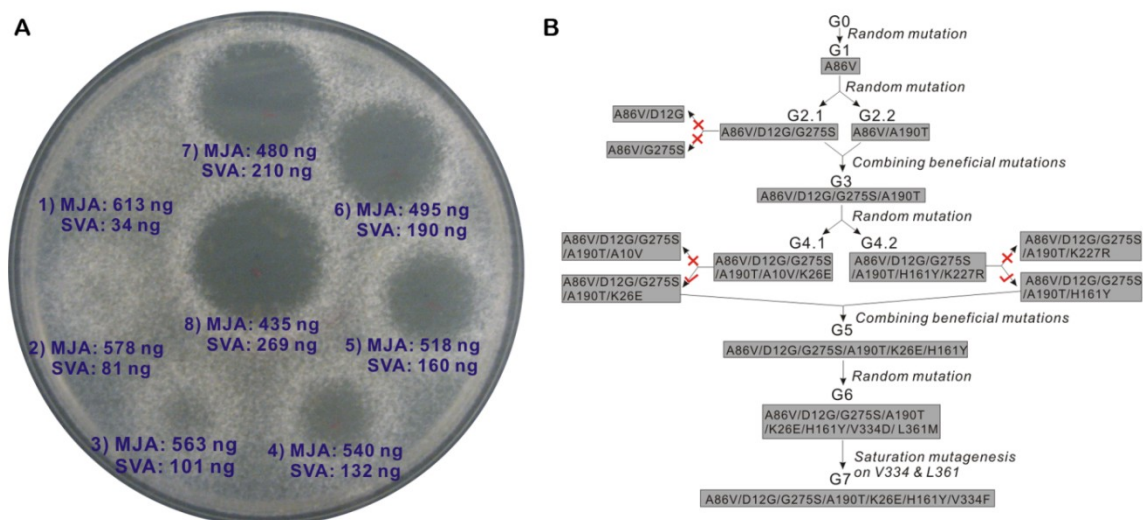 A
7) MJA: 480 ng
SVA: 210 ng
1) MJA: 613 ng
SVA: 34 ng
6) MJA: 495 ng
SVA: 190 ng
8) MJA: 435 ng
SVA: 269 ng
2) MJA: 578 ng
SVA: 81 ng
5) MJA: 518 ng
SVA: 160 ng
3) MJA: 563 ng
SVA: 101 ng
4) MJA: 540 ng
SVA: 132 ng
B
G0
Random mutation
G1
A86V
Random mutation
G2.1
G2.2
A86V/D12G
A86V/D12G/G275S
A86V/A190T
A86V/G275S
Combining beneficial mutations
G3
A86V/D12G/G275S/A190T
Random mutation
G4.1
G4.2
A86V/D12G/G275S
/A190T/A10V
A86V/D12G/G275S
/A190T/A10V/K26E
A86V/D12G/G275S
/A190T/H161Y/K227R
A86V/D12G/G275S
/A190T/K227R
A86V/D12G/G275S
/A190T/K26E
A86V/D12G/G275S
/A190T/H161Y
Combining beneficial mutations
G5
A86V/D12G/G275S/A190T/K26E/H161Y
Random mutation
G6
A86V/D12G/G275S/A190T
/K26E/H161Y/V334D/ L361M
Saturation mutagenesis
on V334 & L361
G7
A86V/D12G/G275S/A190T/K26E/H161Y/V334F